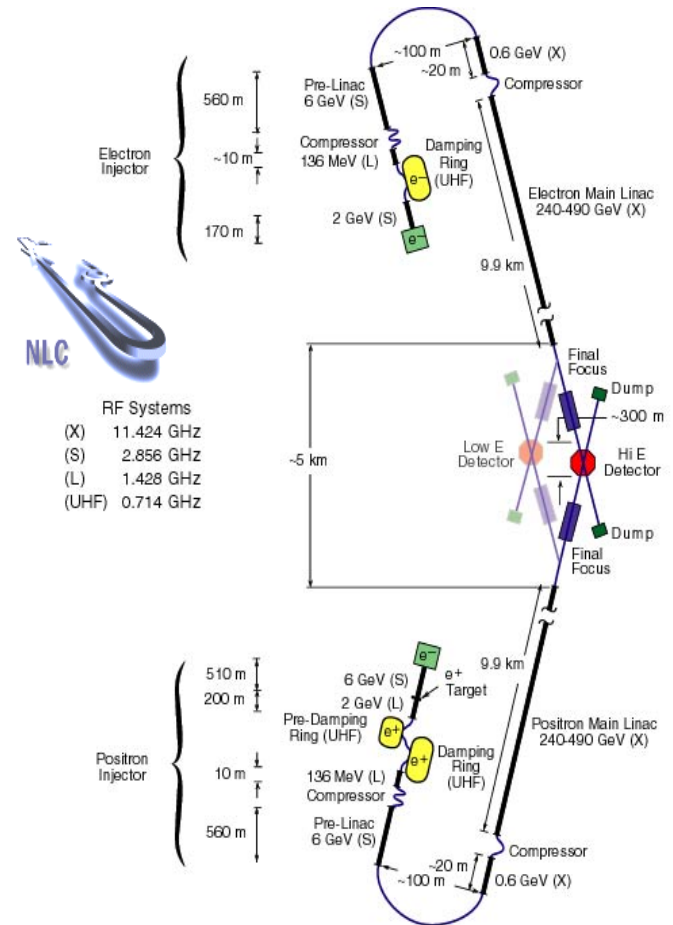 ~100 m
0.6 GeV (X)
~20 m
Compressor
Pre-Linac
6 GeV (S)
560 m
Compressor
136 MeV (L)
Damping
Ring
(UHF)
Electron
Injector
~10 m
e−
Electron Main Linac
240-490 GeV (X)
2 GeV (S)
170 m
e−
9.9 km
NLC
Final
Focus
Dump
~300 m
RF Systems
(X) 11.424 GHz
(S) 2.856 GHz
(L) 1.428 GHz
(UHF) 0.714 GHz
~5 km
Low E
Detector
Hi E
Detector
Dump
Final
Focus
9.9 km
e−
510 m
6 GeV (S)
e+
Target
200 m
2 GeV (L)
Pre-Damping
Ring (UHF)
e+
Positron Main Linac
240-490 GeV (X)
e+
Damping
Ring
(UHF)
Positron
Injector
10 m
136 MeV (L)
Compressor
560 m
Pre-Linac
6 GeV (S)
Compressor
~20 m
~100 m
0.6 GeV (X)